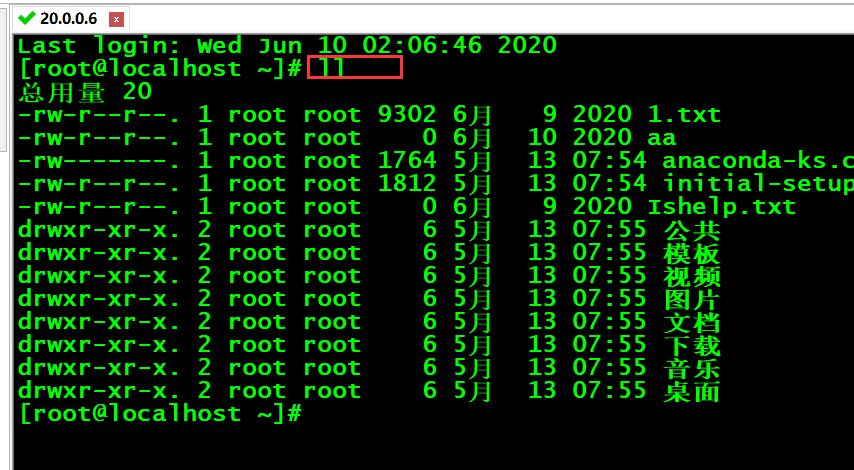 20.0.0.6
Last login: Wed Jun 10 02:06:46 2020
[root@localhost ~]# ll
总用量 20
-rw-r--r--. 1 root root 9302 6月   9 2020 1.txt
-rw-r--r--. 1 root root    0 6月  10 2020 aa
-rw-------. 1 root root 1764 5月  13 07:54 anaconda-ks.c
-rw-r--r--. 1 root root 1812 5月  13 07:54 initial-setup
-rw-r--r--. 1 root root    0 6月   9 2020 Ishelp.txt
drwxr-xr-x. 2 root root    6 5月  13 07:55 公共
drwxr-xr-x. 2 root root    6 5月  13 07:55 模板
drwxr-xr-x. 2 root root    6 5月  13 07:55 视频
drwxr-xr-x. 2 root root    6 5月  13 07:55 图片
drwxr-xr-x. 2 root root    6 5月  13 07:55 文档
drwxr-xr-x. 2 root root    6 5月  13 07:55 下载
drwxr-xr-x. 2 root root    6 5月  13 07:55 音乐
drwxr-xr-x. 2 root root    6 5月  13 07:55 桌面
[root@localhost ~]#